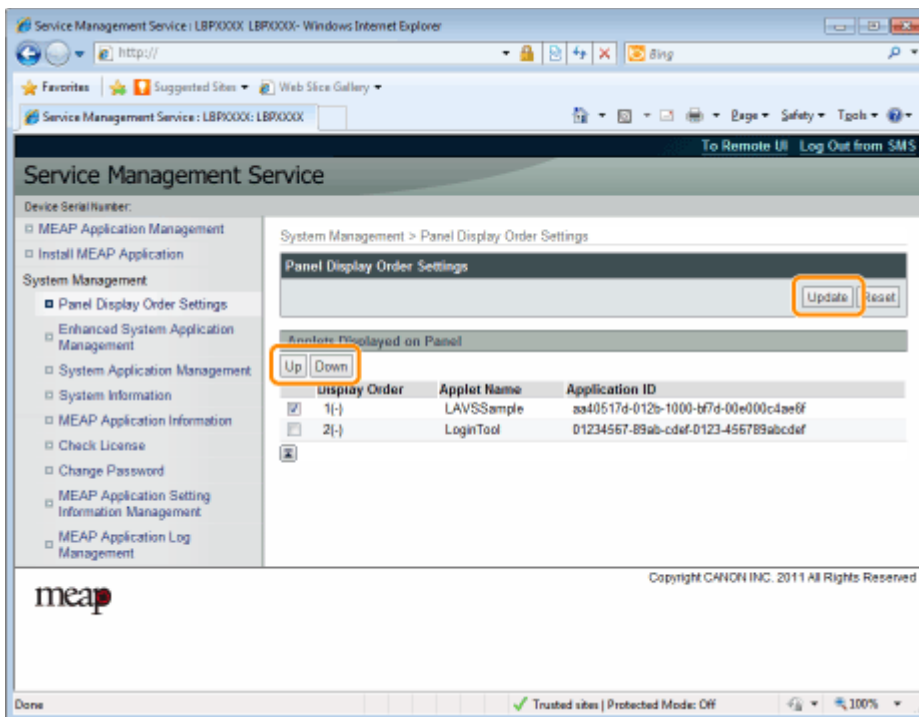 Service Management Service : LBPXXXX LBPXXXX- Windows Internet Explorer
http://
Bing
Favorites Suggested Sites Web Slice Gallery
Service Management Service : LBPXXXX: LBPXXXX Page Safety Tools
To Remote UI Log Out from SMS
Service Management Service
Device Serial Number:
MEAP Application Management
Install MEAP Application
System Management
Panel Display Order Settings
Enhanced System Application
Management
System Application Management
System Information
MEAP Application Information
Check License
Change Password
MEAP Application Setting
Information Management
MEAP Application Log
Management
System Management > Panel Display Order Settings
Panel Display Order Settings
Update Reset
Applets Displayed on Panel
Up Down
Display Order Applet Name Application ID
1(-) LAVSSample aa40517d-012b-1000-bf7d-00e000c4ae6f
2(-) LoginTool 01234567-89ab-cdef-0123-456789abcdef
Copyright CANON INC. 2011 All Rights Reserved
meap
Done Trusted sites | Protected Mode: Off 100%